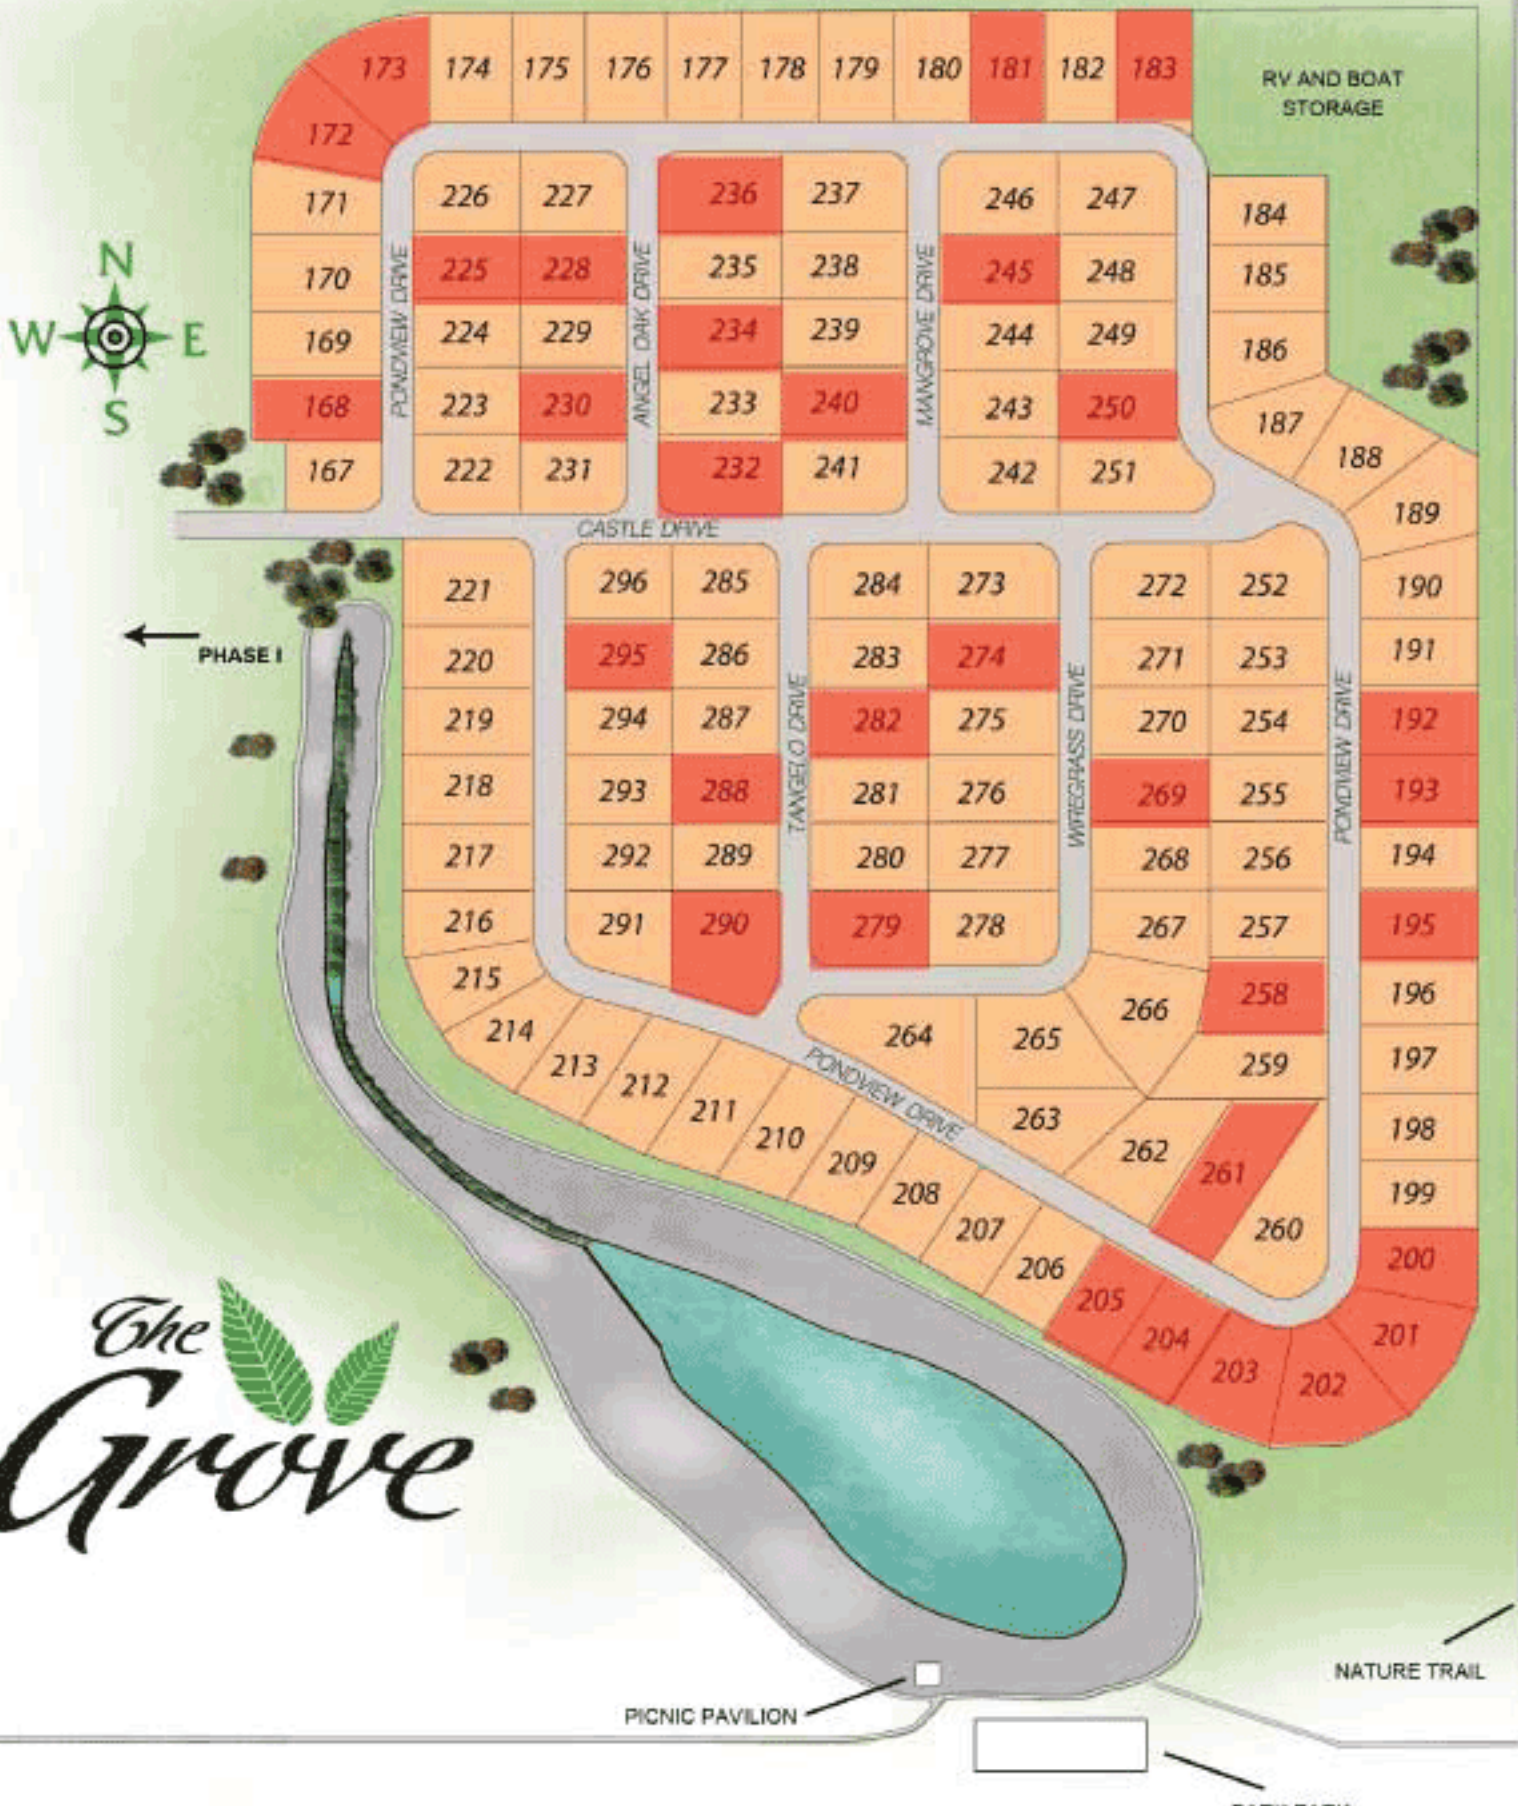 173 174 175 176 177 178 179 180 181 182 183
RV AND BOAT
STORAGE
172
171 226 227 236 237 246 247 184
N
W E
S
170 225 228 235 238 245 248 185
169 224 229 234 239 244 249 186
168 223 230 233 240 243 250 187
167 222 231 232 241 242 251 188
189
PONDVIEW DRIVE
ANGEL OAK DRIVE
MANGROVE DRIVE
CASTLE DRIVE
221 296 285 284 273 272 252 190
PHASE I
220 295 286 283 274 271 253 191
219 294 287 282 275 270 254 192
218 293 288 281 276 269 255 193
217 292 289 280 277 268 256 194
216 291 290 279 278 267 257 195
TANGELO DRIVE
WIREGRASS DRIVE
PONDVIEW DRIVE
215 266 258 196
214 264 265 259 197
213 212 211 210 209 208 207 206
PONDVIEW DRIVE
263 262 261 260 198
199
200
205 204 203 202 201
The
Grove
NATURE TRAIL
PICNIC PAVILION